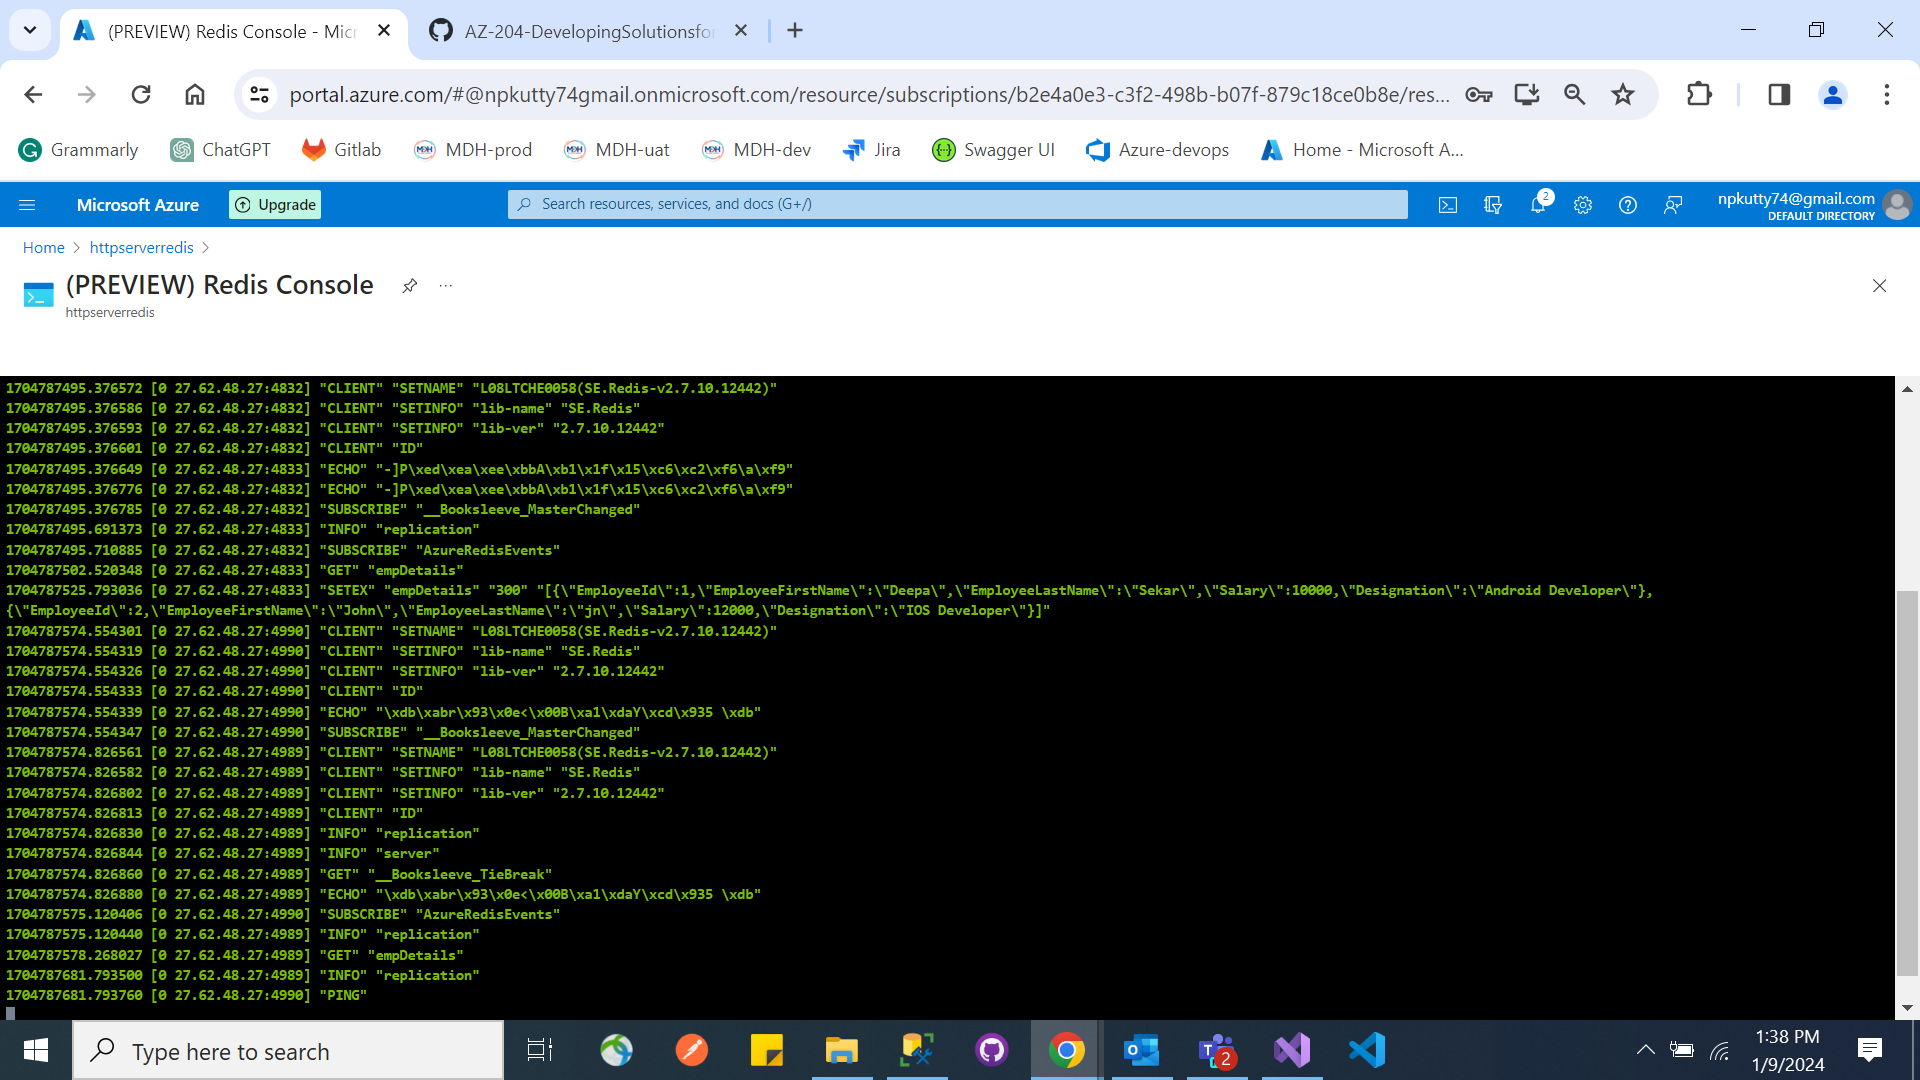 (PREVIEW) Redis Console - Micr
AZ-204-DevelopingSolutionsfor
portal.azure.com/#@npkutty74gmail.onmicrosoft.com/resource/subscriptions/b2e4a0e3-c3f2-498b-b07f-879c18ce0b8e/res...
Grammarly ChatGPT Gitlab MDH-prod MDH-uat MDH-dev Jira Swagger UI Azure-devops Home - Microsoft A...
Microsoft Azure Upgrade Search resources, services, and docs (G+/) 2 npkutty74@gmail.com
DEFAULT DIRECTORY
Home > httpserverredis >
(PREVIEW) Redis Console ...
httpserverredis
1704787495.376572 [0 27.62.48.27:4832] "CLIENT" "SETNAME" "L08LTCHE0058(SE.Redis-v2.7.10.12442)"
1704787495.376586 [0 27.62.48.27:4832] "CLIENT" "SETINFO" "lib-name" "SE.Redis"
1704787495.376593 [0 27.62.48.27:4832] "CLIENT" "SETINFO" "lib-ver" "2.7.10.12442"
1704787495.376601 [0 27.62.48.27:4832] "CLIENT" "ID"
1704787495.376649 [0 27.62.48.27:4833] "ECHO" "-]P\xed\xea\xee\xbbA\xb1\x1f\x15\xc6\xc2\xf6\a\xf9"
1704787495.376776 [0 27.62.48.27:4832] "ECHO" "-]P\xed\xea\xee\xbbA\xb1\x1f\x15\xc6\xc2\xf6\a\xf9"
1704787495.376785 [0 27.62.48.27:4832] "SUBSCRIBE" "__Booksleeve_MasterChanged"
1704787495.691373 [0 27.62.48.27:4833] "INFO" "replication"
1704787495.710885 [0 27.62.48.27:4832] "SUBSCRIBE" "AzureRedisEvents"
1704787502.520348 [0 27.62.48.27:4833] "GET" "empDetails"
1704787525.793036 [0 27.62.48.27:4833] "SETEX" "empDetails" "300" "[{\"EmployeeId\":1,\"EmployeeFirstName\":\"Deepa\",\"EmployeeLastName\":\"Sekar\",\"Salary\":10000,\"Designation\":\"Android Developer\"},
{\"EmployeeId\":2,\"EmployeeFirstName\":\"John\",\"EmployeeLastName\":\"jn\",\"Salary\":12000,\"Designation\":\"IOS Developer\"}]"
1704787574.554301 [0 27.62.48.27:4990] "CLIENT" "SETNAME" "L08LTCHE0058(SE.Redis-v2.7.10.12442)"
1704787574.554319 [0 27.62.48.27:4990] "CLIENT" "SETINFO" "lib-name" "SE.Redis"
1704787574.554326 [0 27.62.48.27:4990] "CLIENT" "SETINFO" "lib-ver" "2.7.10.12442"
1704787574.554333 [0 27.62.48.27:4990] "CLIENT" "ID"
1704787574.554339 [0 27.62.48.27:4990] "ECHO" "\xdb\xabr\x93\x0e<\x00B\xa1\xdaY\xcd\x935 \xdb"
1704787574.554347 [0 27.62.48.27:4990] "SUBSCRIBE" "__Booksleeve_MasterChanged"
1704787574.826561 [0 27.62.48.27:4989] "CLIENT" "SETNAME" "L08LTCHE0058(SE.Redis-v2.7.10.12442)"
1704787574.826582 [0 27.62.48.27:4989] "CLIENT" "SETINFO" "lib-name" "SE.Redis"
1704787574.826802 [0 27.62.48.27:4989] "CLIENT" "SETINFO" "lib-ver" "2.7.10.12442"
1704787574.826813 [0 27.62.48.27:4989] "CLIENT" "ID"
1704787574.826830 [0 27.62.48.27:4989] "INFO" "replication"
1704787574.826844 [0 27.62.48.27:4989] "INFO" "server"
1704787574.826860 [0 27.62.48.27:4989] "GET" "__Booksleeve_TieBreak"
1704787574.826880 [0 27.62.48.27:4989] "ECHO" "\xdb\xabr\x93\x0e<\x00B\xa1\xdaY\xcd\x935 \xdb"
1704787575.120406 [0 27.62.48.27:4990] "SUBSCRIBE" "AzureRedisEvents"
1704787575.120440 [0 27.62.48.27:4989] "INFO" "replication"
1704787578.268027 [0 27.62.48.27:4989] "GET" "empDetails"
1704787681.793500 [0 27.62.48.27:4989] "INFO" "replication"
1704787681.793760 [0 27.62.48.27:4990] "PING"
Type here to search 2 1:38 PM
1/9/2024